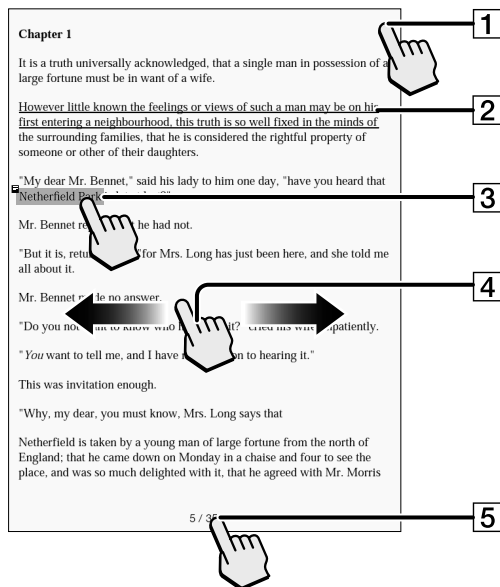 Chapter 1
1
It is a truth universally acknowledged, that a single man in possession of a
large fortune must be in want of a wife.
However little known the feelings or views of such a man may be on his
2
first entering a neighbourhood, this truth is so well fixed in the minds of
the surrounding families, that he is considered the rightful property of
someone or other of their daughters.
"My dear Mr. Bennet," said his lady to him one day, "have you heard that
Netherfield Park
3
Mr. Bennet he had not.
"But it is, "for Mrs. Long has just been here, and she told me
all about it.
4
Mr. Bennet made no answer.
"Do you not want to know who it?" cried his wife impatiently.
"You want to tell me, and I have to hearing it."
This was invitation enough.
"Why, my dear, you must know, Mrs. Long says that
Netherfield is taken by a young man of large fortune from the north of
England; that he came down on Monday in a chaise and four to see the
place, and was so much delighted with it, that he agreed with Mr. Morris
5 / 35
5